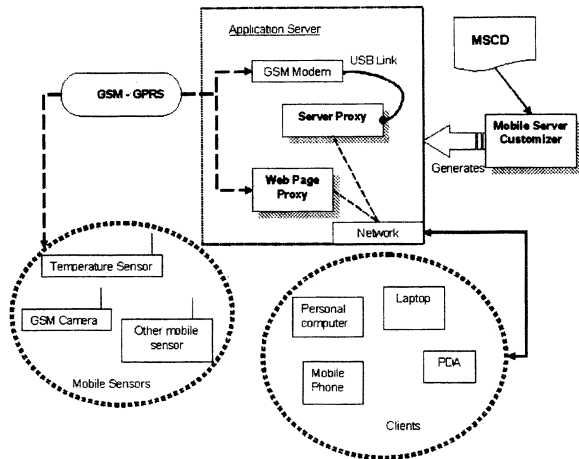 Application Server
USB Link
MSCD
GSM Modem
GSM - GPRS
Server Proxy
Mobile Server
Customizer
Generates
Web Page
Proxy
Network
Temperature Sensor
GSM Camera
Other mobile
sensor
Mobile Sensors
Personal
computer
Laptop
Mobile
Phone
PDA
Clients